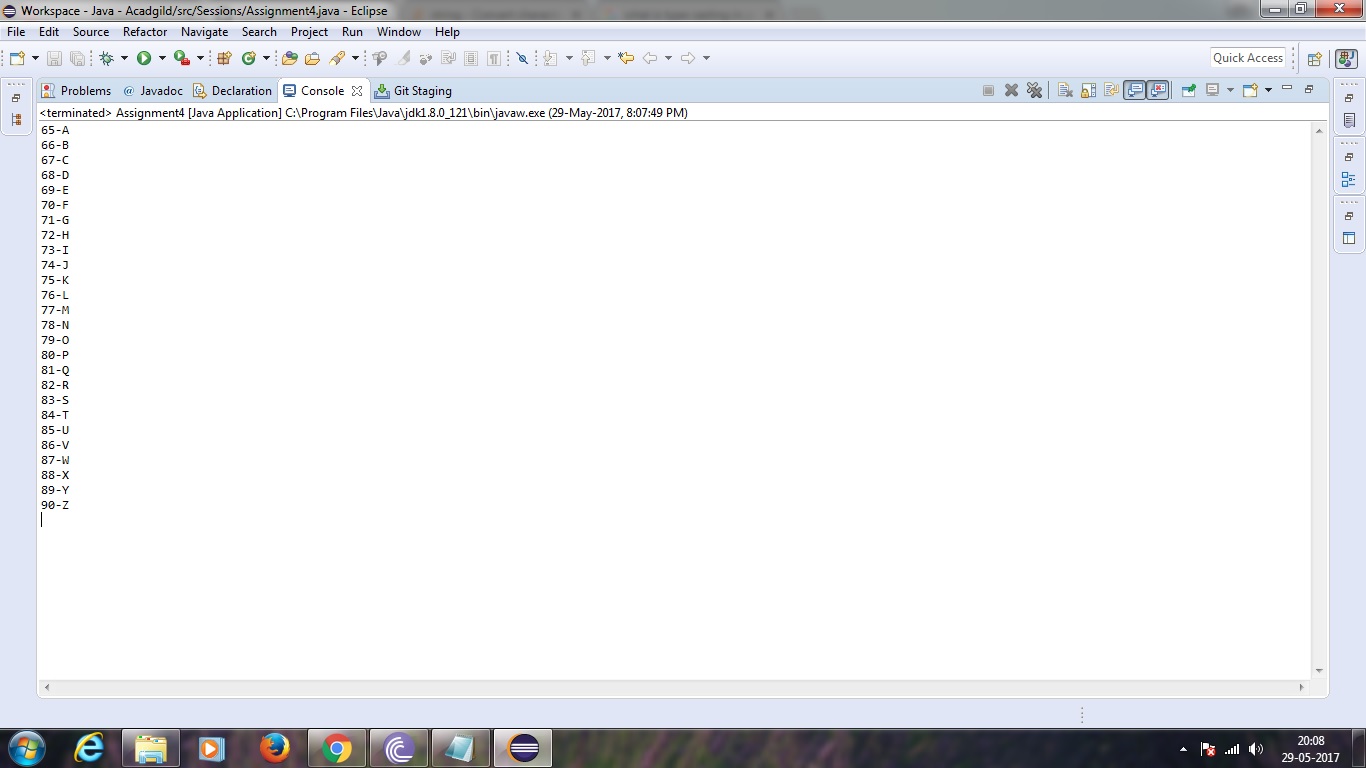 Workspace - Java - Acadgild/src/Sessions/Assignment4.java - Eclipse
File Edit Source Refactor Navigate Search Project Run Window Help
Quick Access
Problems @ Javadoc Declaration Console Git Staging
<terminated> Assignment4 [Java Application] C:\Program Files\Java\jdk1.8.0_121\bin\javaw.exe (29-May-2017, 8:07:49 PM)
65-A
66-B
67-C
68-D
69-E
70-F
71-G
72-H
73-I
74-J
75-K
76-L
77-M
78-N
79-O
80-P
81-Q
82-R
83-S
84-T
85-U
86-V
87-W
88-X
89-Y
90-Z
20:08
29-05-2017